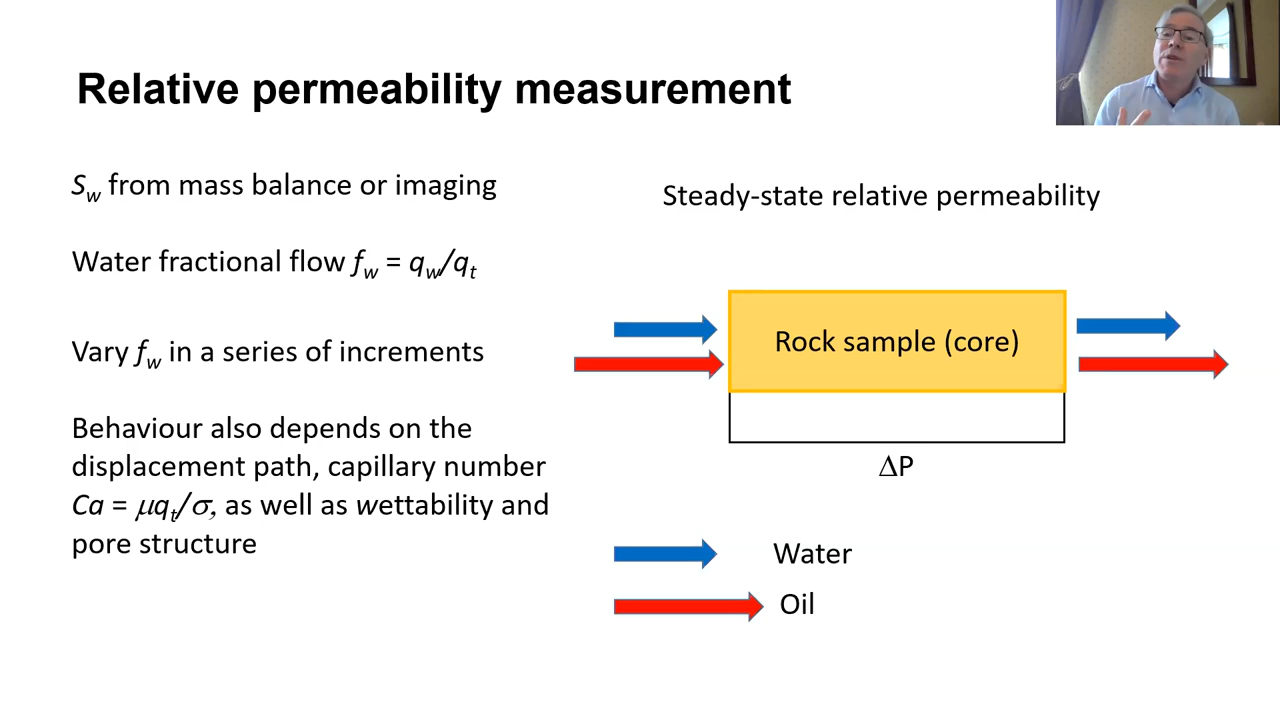 Relative permeability measurement
S_w from mass balance or imaging
Water fractional flow f_w = q_w/q_t
Vary f_w in a series of increments
Behaviour also depends on the
displacement path, capillary number
Ca = μq_t/σ, as well as wettability and
pore structure
Steady-state relative permeability
Rock sample (core)
ΔP
Water
Oil